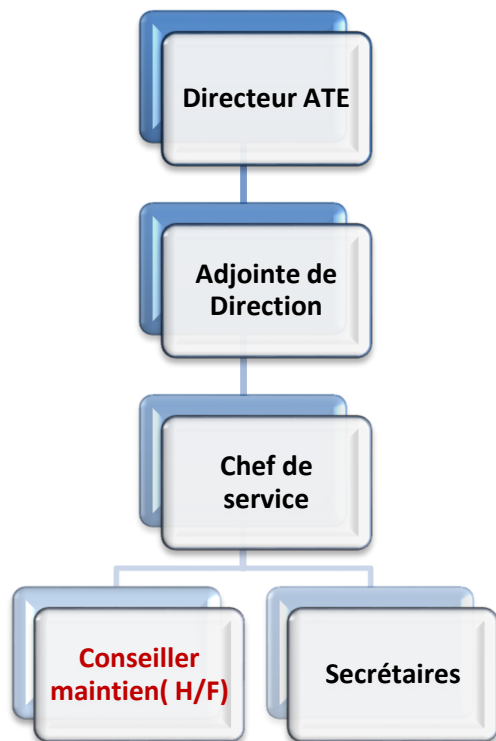 Directeur ATE
Adjointe de
Direction
Chef de
service
Conseiller
maintien( H/F)
Secrétaires